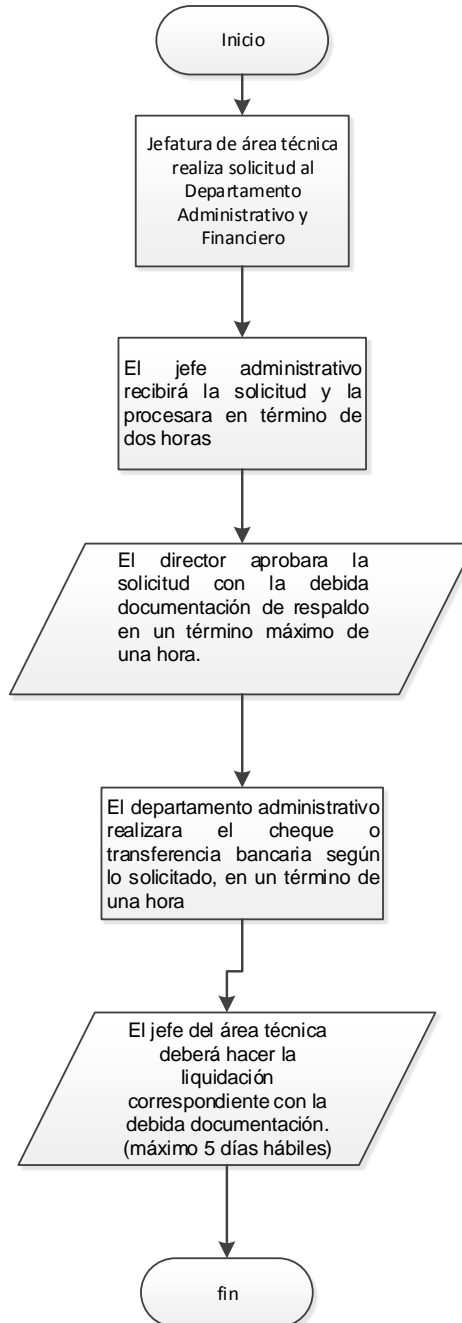 Inicio
Jefatura de área técnica
realiza solicitud al
Departamento
Administrativo y
Financiero
El jefe administrativo
recibirá la solicitud y la
procesara en término de
dos horas
El director aprobara la
solicitud con la debida
documentación de respaldo
en un término máximo de
una hora.
El departamento administrativo
realizara el cheque o
transferencia bancaria según
lo solicitado, en un término de
una hora
El jefe del área técnica
deberá hacer la
liquidación
correspondiente con la
debida documentación.
(máximo 5 días hábiles)
fin